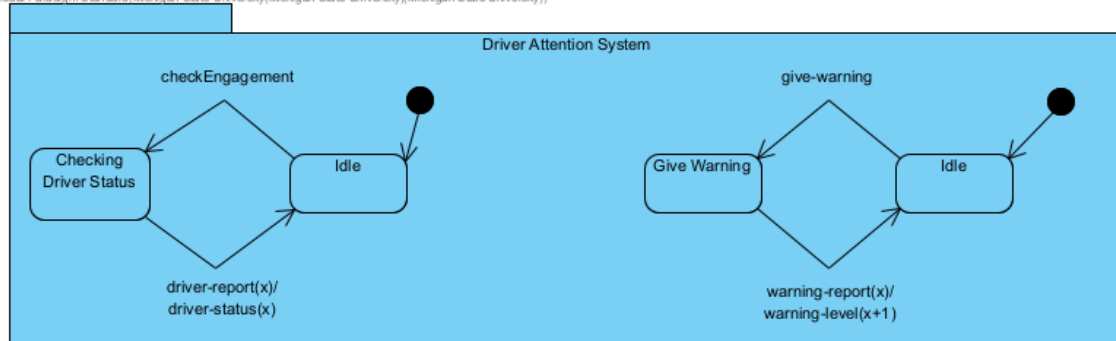 Driver Attention System
checkEngagement
give-warning
Checking
Driver Status
Idle
Give Warning
Idle
driver-report(x)/
driver-status(x)
warning-report(x)/
warning-level(x+1)